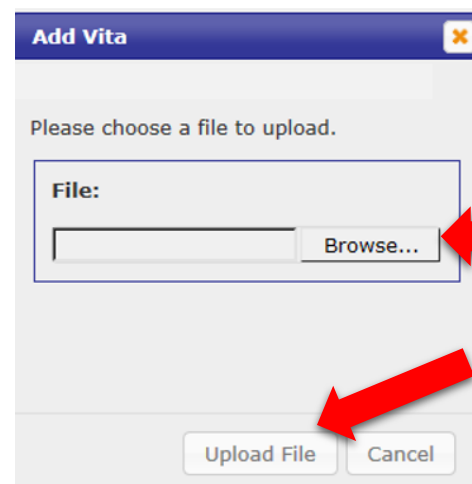 Add Vita
Please choose a file to upload.
File:
Browse...
Upload File
Cancel